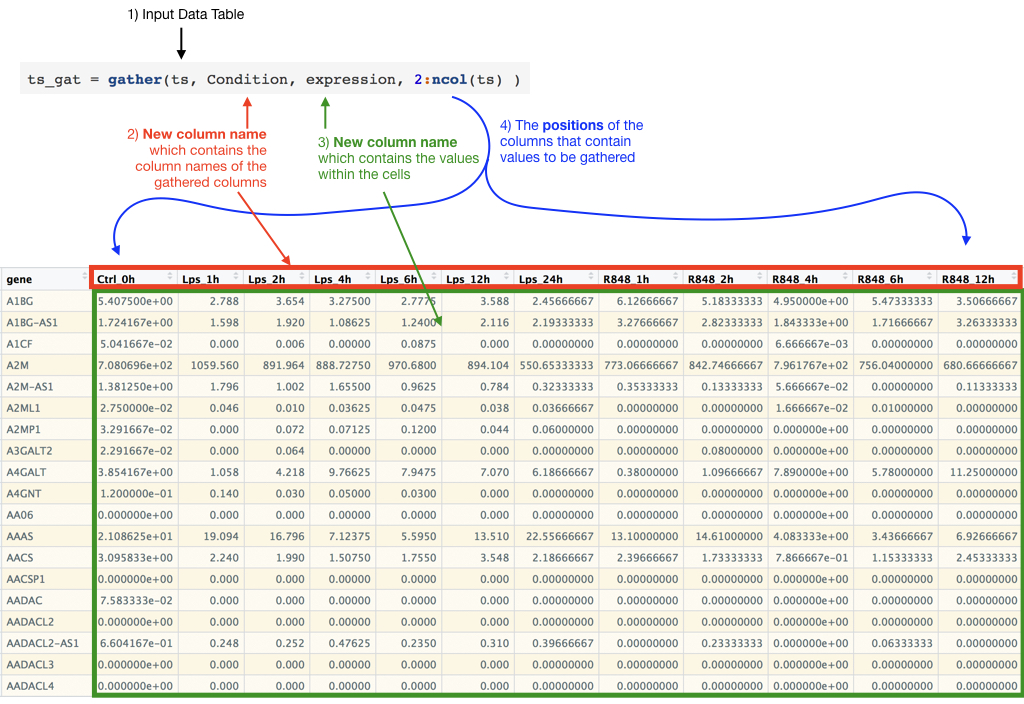 1) Input Data Table
ts_gat = gather(ts, Condition, expression, 2:ncol(ts) )
2) New column name
which contains the
column names of the
gathered columns
3) New column name
which contains the values
within the cells
4) The positions of the
columns that contain
values to be gathered
gene Ctrl_0h Lps_1h Lps_2h Lps_4h Lps_6h Lps_12h Lps_24h R848_1h R848_2h R848_4h R848_6h R848_12h
A1BG 5.407500e+00 2.788 3.654 3.27500 2.7775 3.588 2.45666667 6.12666667 5.18333333 4.950000e+00 5.47333333 3.50666667
A1BG-AS1 1.724167e+00 1.598 1.920 1.08625 1.2400 2.116 2.19333333 3.27666667 2.82333333 1.843333e+00 1.71666667 3.26333333
A1CF 5.041667e-02 0.000 0.006 0.00000 0.0875 0.000 0.00000000 0.00000000 0.00000000 6.666667e-03 0.00000000 0.00000000
A2M 7.080696e+02 1059.560 891.964 888.72750 970.6800 894.104 550.65333333 773.06666667 842.74666667 7.961767e+02 756.04000000 680.66666667
A2M-AS1 1.381250e+00 1.796 1.002 1.65500 0.9625 0.784 0.32333333 0.35333333 0.13333333 5.666667e-02 0.00000000 0.11333333
A2ML1 2.750000e-02 0.046 0.010 0.03625 0.0475 0.038 0.03666667 0.00000000 0.00000000 1.666667e-02 0.01000000 0.00000000
A2MP1 3.291667e-02 0.000 0.072 0.07125 0.1200 0.044 0.06000000 0.00000000 0.00000000 0.000000e+00 0.00000000 0.00000000
A3GALT2 2.291667e-02 0.000 0.064 0.00000 0.0000 0.000 0.00000000 0.00000000 0.08000000 0.000000e+00 0.00000000 0.00000000
A4GALT 3.854167e+00 1.058 4.218 9.76625 7.9475 7.070 6.18666667 0.38000000 1.09666667 7.890000e+00 5.78000000 11.25000000
A4GNT 1.200000e-01 0.140 0.030 0.05000 0.0300 0.000 0.00000000 0.00000000 0.00000000 0.000000e+00 0.00000000 0.00000000
AA06 0.000000e+00 0.000 0.000 0.00000 0.0000 0.000 0.00000000 0.00000000 0.00000000 0.000000e+00 0.00000000 0.00000000
AAAS 2.108625e+01 19.094 16.796 7.12375 5.5950 13.510 22.55666667 13.10000000 14.61000000 4.083333e+00 3.43666667 6.92666667
AACS 3.095833e+00 2.240 1.990 1.50750 1.7550 3.548 2.18666667 2.39666667 1.73333333 7.866667e-01 1.15333333 2.45333333
AACSP1 0.000000e+00 0.000 0.000 0.00000 0.0000 0.000 0.00000000 0.00000000 0.00000000 0.000000e+00 0.00000000 0.00000000
AADAC 7.583333e-02 0.000 0.000 0.00000 0.0000 0.000 0.00000000 0.00000000 0.00000000 0.000000e+00 0.00000000 0.00000000
AADACL2 0.000000e+00 0.000 0.000 0.00000 0.0000 0.000 0.00000000 0.00000000 0.00000000 0.000000e+00 0.00000000 0.00000000
AADACL2-AS1 6.604167e-01 0.248 0.252 0.47625 0.2350 0.310 0.39666667 0.00000000 0.23333333 0.000000e+00 0.06333333 0.00000000
AADACL3 0.000000e+00 0.000 0.000 0.00000 0.0000 0.000 0.00000000 0.00000000 0.00000000 0.000000e+00 0.00000000 0.00000000
AADACL4 0.000000e+00 0.000 0.000 0.00000 0.0000 0.000 0.00000000 0.00000000 0.00000000 0.000000e+00 0.00000000 0.00000000